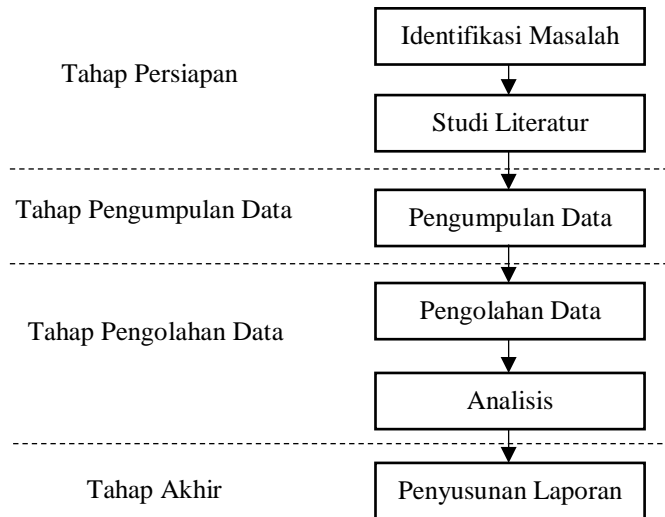 Identifikasi Masalah
Tahap Persiapan
Studi Literatur
Tahap Pengumpulan Data
Pengumpulan Data
Pengolahan Data
Tahap Pengolahan Data
Analisis
Tahap Akhir
Penyusunan Laporan